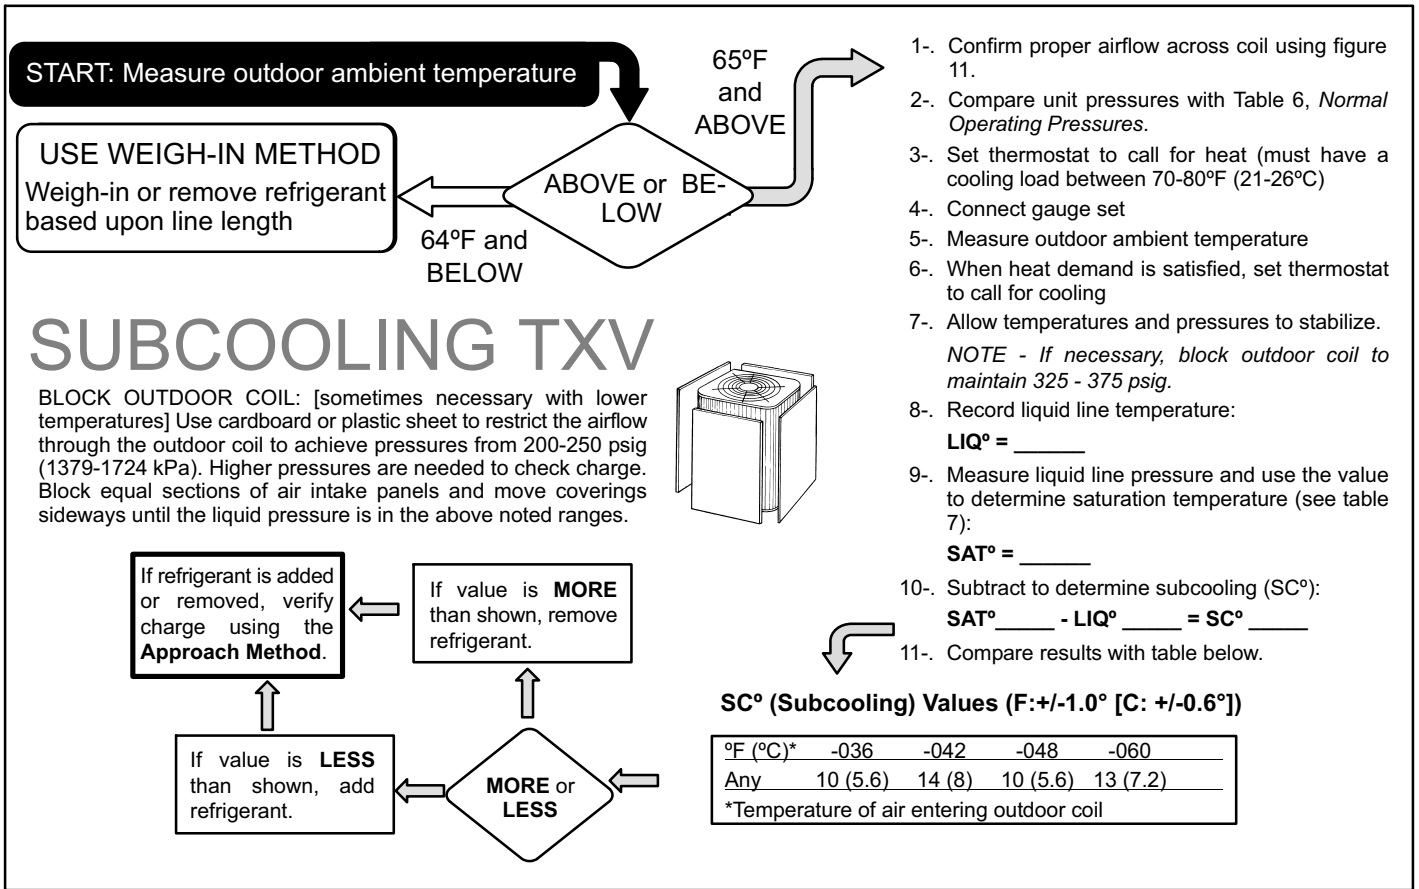 START: Measure outdoor ambient temperature
65ºF
and
ABOVE
ABOVE or BE-
LOW
64ºF and
BELOW
USE WEIGH-IN METHOD
Weigh-in or remove refrigerant
based upon line length
1-. Confirm proper airflow across coil using figure
11.
2-. Compare unit pressures with Table 6, Normal
Operating Pressures.
3-. Set thermostat to call for heat (must have a
cooling load between 70-80ºF (21-26ºC)
4-. Connect gauge set
5-. Measure outdoor ambient temperature
6-. When heat demand is satisfied, set thermostat
to call for cooling
7-. Allow temperatures and pressures to stabilize.
NOTE - If necessary, block outdoor coil to
maintain 325 - 375 psig.
8-. Record liquid line temperature:
LIQº = ______
9-. Measure liquid line pressure and use the value
to determine saturation temperature (see table
7):
SATº = ______
10-. Subtract to determine subcooling (SCº):
SATº_____ - LIQº _____ = SCº _____
11-. Compare results with table below.
SUBCOOLING TXV
BLOCK OUTDOOR COIL: [sometimes necessary with lower
temperatures] Use cardboard or plastic sheet to restrict the airflow
through the outdoor coil to achieve pressures from 200-250 psig
(1379-1724 kPa). Higher pressures are needed to check charge.
Block equal sections of air intake panels and move coverings
sideways until the liquid pressure is in the above noted ranges.
SCº (Subcooling) Values (F:+/-1.0° [C: +/-0.6°])
ºF (ºC)* -036 -042 -048 -060
Any 10 (5.6) 14 (8) 10 (5.6) 13 (7.2)
*Temperature of air entering outdoor coil
MORE or
LESS
If value is MORE
than shown, remove
refrigerant.
If value is LESS
than shown, add
refrigerant.
If refrigerant is added
or removed, verify
charge using the
Approach Method.